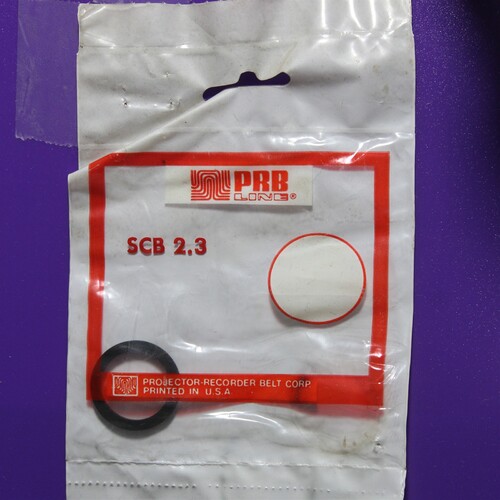 PRB
LINE®
SCB 2.3
PROJECTOR-RECORDER BELT CORP
PRINTED IN U.S.A.